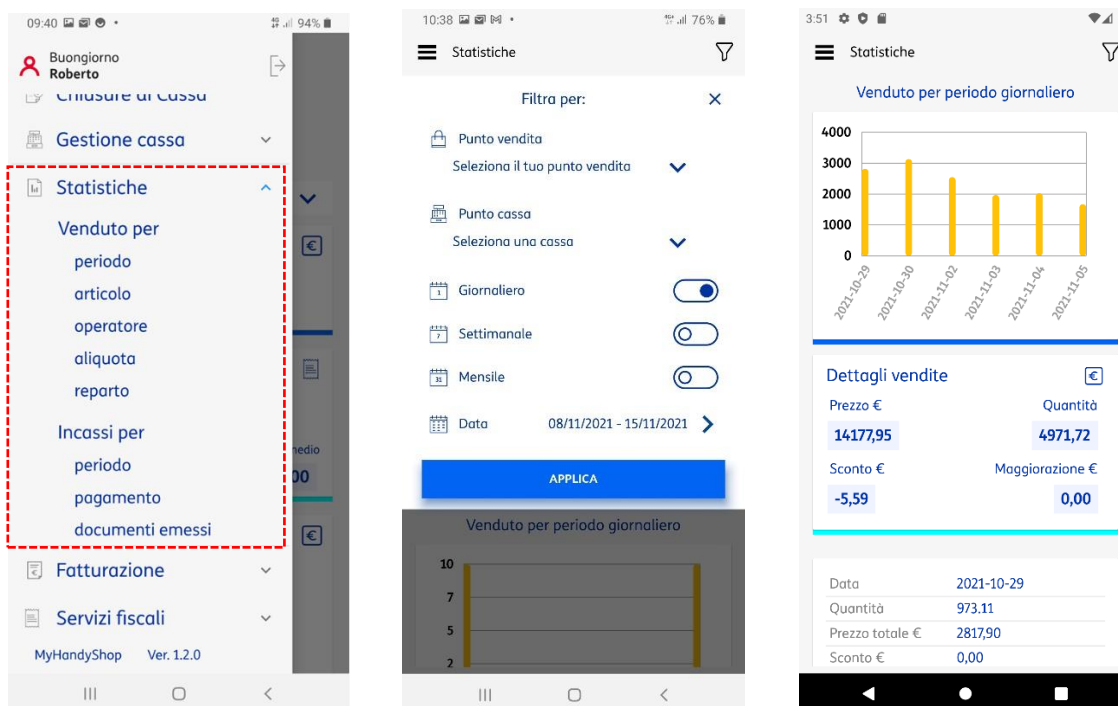 09:40 94%
Buongiorno
Roberto
Chiusure di Cassa
Gestione cassa
Statistiche
Venduto per
periodo
articolo
operatore
aliquota
reparto
Incassi per
periodo
pagamento
documenti emessi
Fatturazione
Servizi fiscali
MyHandyShop Ver. 1.2.0
€
medio
00
€
10:38 76%
Statistiche
Filtra per:
Punto vendita
Seleziona il tuo punto vendita
Punto cassa
Seleziona una cassa
Giornaliero
Settimanale
Mensile
Data 08/11/2021 - 15/11/2021
APPLICA
Venduto per periodo giornaliero
10
7
5
2
3:51
Statistiche
Venduto per periodo giornaliero
4000
3000
2000
1000
0
2021-10-29 2021-10-30 2021-11-02 2021-11-03 2021-11-04 2021-11-05
Dettagli vendite €
Prezzo € Quantità
14177,95 4971,72
Sconto € Maggiorazione €
-5,59 0,00
Data 2021-10-29
Quantità 973.11
Prezzo totale € 2817,90
Sconto € 0,00